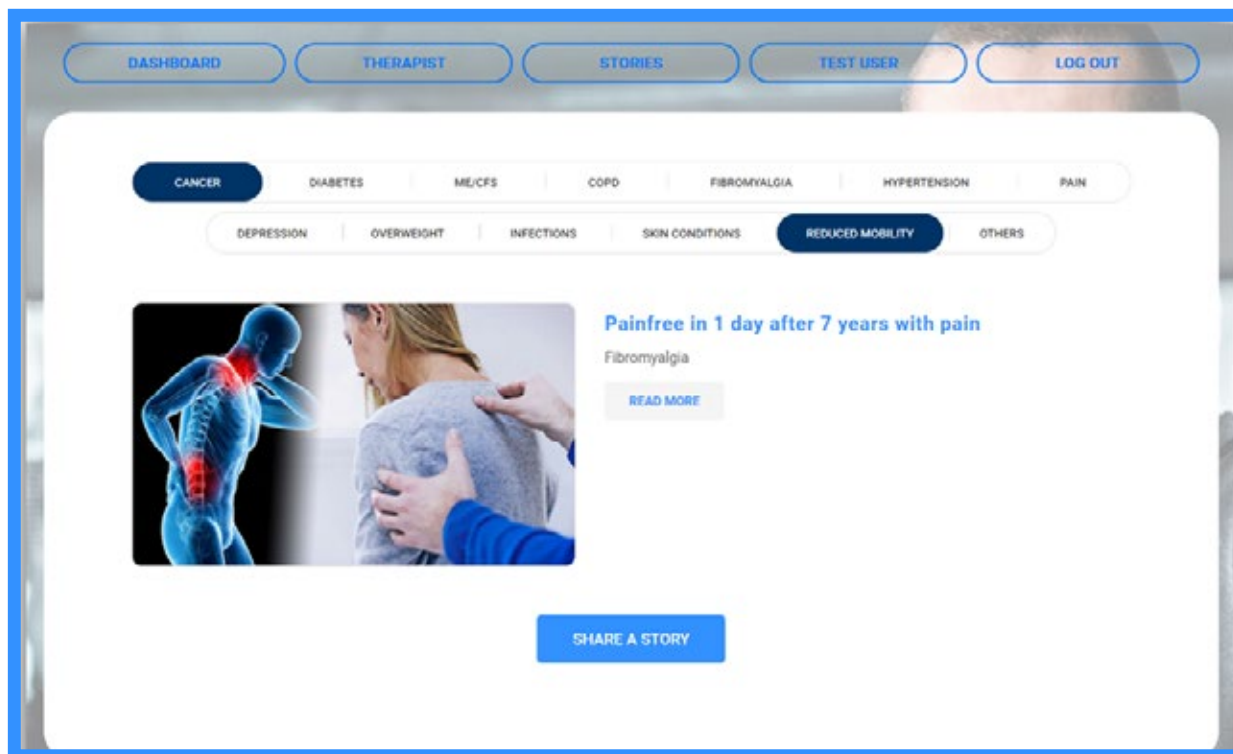 DASHBOARD THERAPIST STORIES TEST USER LOG OUT
CANCER DIABETES ME/CFS COPD FIBROMYALGIA HYPERTENSION PAIN
DEPRESSION OVERWEIGHT INFECTIONS SKIN CONDITIONS REDUCED MOBILITY OTHERS
Painfree in 1 day after 7 years with pain
Fibromyalgia
READ MORE
SHARE A STORY